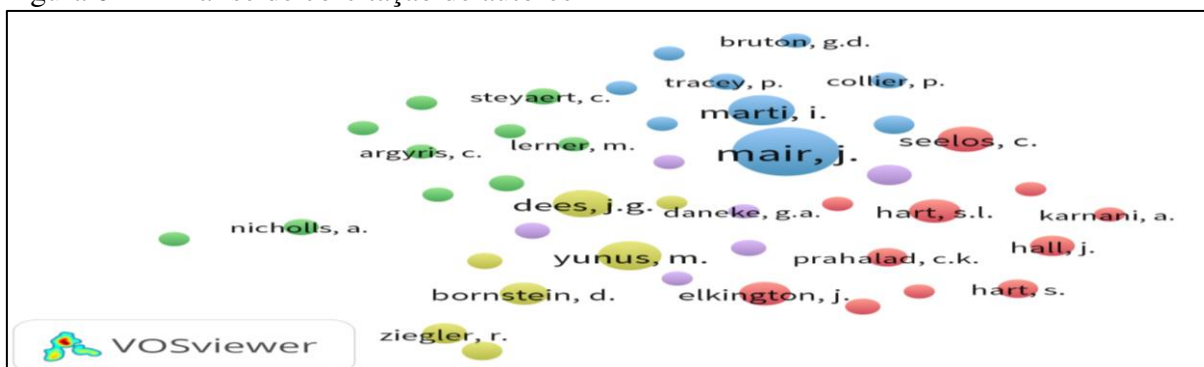 bruton, g.d.
tracey, p. collier, p.
steyaert, c.
marti, i.
lerner, m. seelos, c.
argyris, c. mair, j.
dees, j.g. daneke, g.a. hart, s.l. karnani, a.
nicholls, a.
hall, j.
yunus, m. prahalad, c.k.
bornstein, d. elkington, j. hart, s.
ziegler, r.
VOSviewer